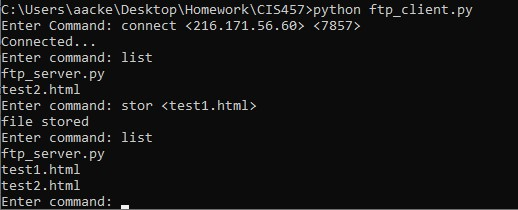 C:\Users\aacke\Desktop\Homework\CIS457>python ftp_client.py
Enter Command: connect <216.171.56.60> <7857>
Connected...
Enter command: list
ftp_server.py
test2.html
Enter command: stor <test1.html>
file stored
Enter command: list
ftp_server.py
test1.html
test2.html
Enter command: